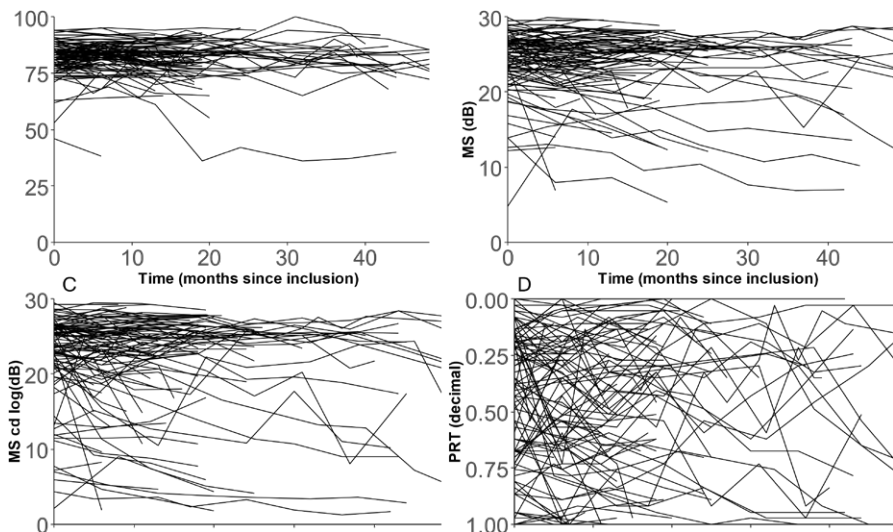 100
75
50
25
0
0 10 20 30 40
Time (months since inclusion)
MS (dB)
30
20
10
0
0 10 20 30 40
Time (months since inclusion)
C
MS cd log(dB)
30
20
10
0
D
PRT (decimal)
0.00
0.25
0.50
0.75
1.00